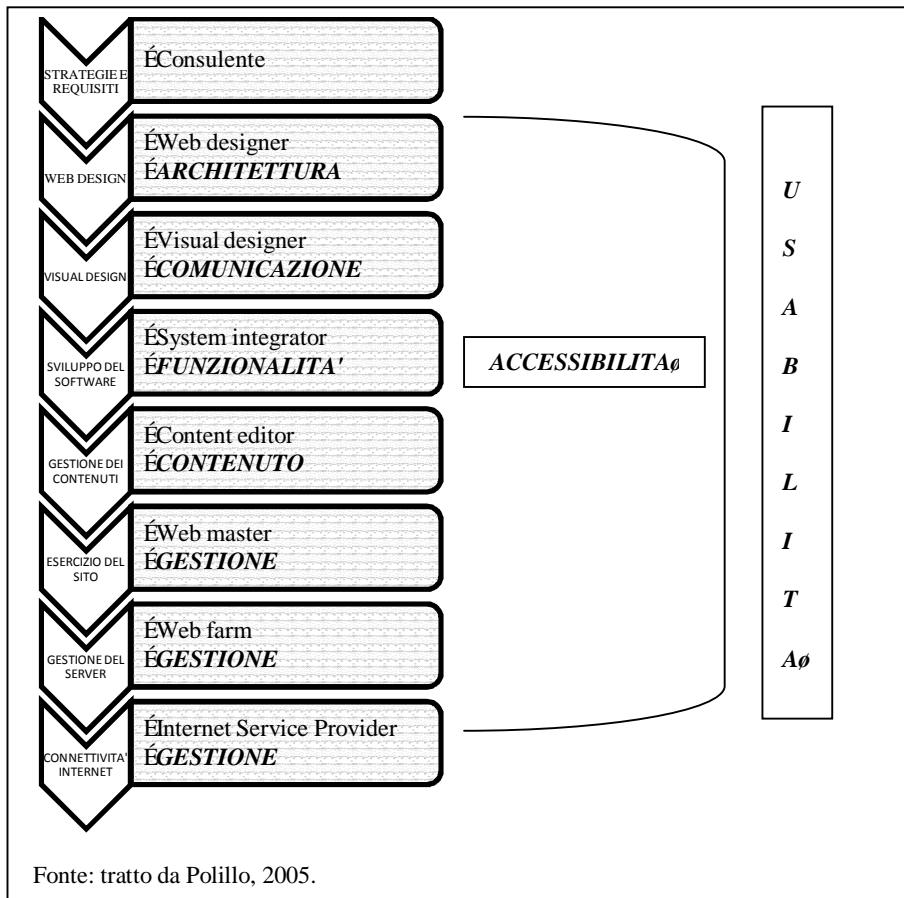 STRATEGIE E
REQUISITI
ÉConsulente
WEB DESIGN
ÉWeb designer
ÉARCHITETTURA
VISUAL DESIGN
ÉVisual designer
ÉCOMUNICAZIONE
SVILUPPO DEL
SOFTWARE
ÉSystem integrator
ÉFUNZIONALITA'
GESTIONE DEI
CONTENUTI
ÉContent editor
ÉCONTENUTO
ESERCIZIO DEL
SITO
ÉWeb master
ÉGESTIONE
GESTIONE DEL
SERVER
ÉWeb farm
ÉGESTIONE
CONNETTIVITA'
INTERNET
ÉInternet Service Provider
ÉGESTIONE
ACCESSIBILITAø
U
S
A
B
I
L
I
T
Aø
Fonte: tratto da Polillo, 2005.